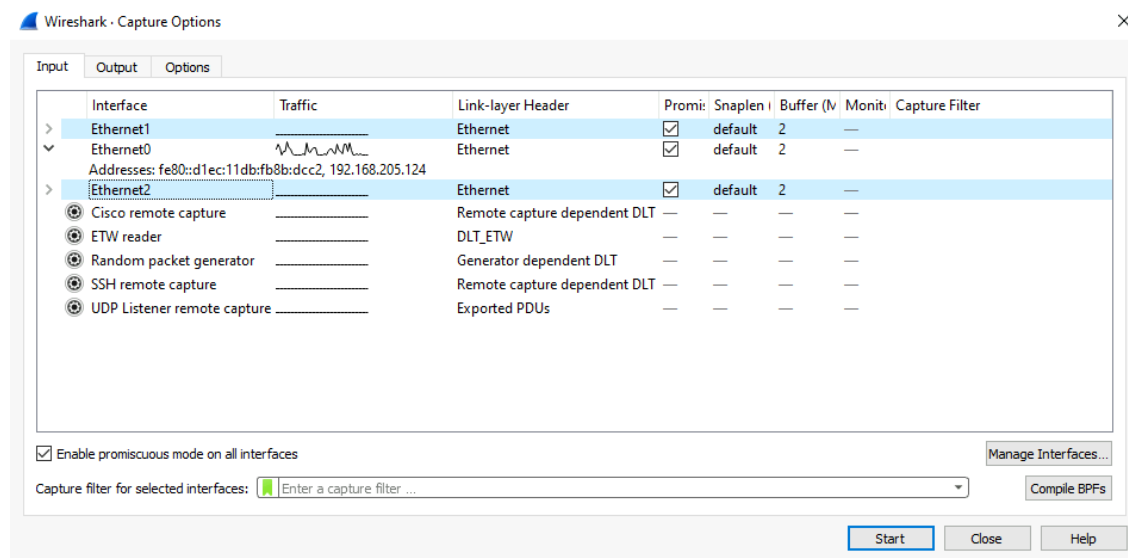 Wireshark · Capture Options
Input Output Options
Interface Traffic Link-layer Header Promis Snaplen ( Buffer (M Monito Capture Filter
Ethernet1 Ethernet default 2 —
Ethernet0 Ethernet default 2 —
Addresses: fe80::d1ec:11db:fb8b:dcc2, 192.168.205.124
Ethernet2 Ethernet default 2 —
Cisco remote capture Remote capture dependent DLT — — — —
ETW reader DLT_ETW — — — —
Random packet generator Generator dependent DLT — — — —
SSH remote capture Remote capture dependent DLT — — — —
UDP Listener remote capture Exported PDUs — — — —
Enable promiscuous mode on all interfaces Manage Interfaces...
Capture filter for selected interfaces: Enter a capture filter ... Compile BPFs
Start Close Help